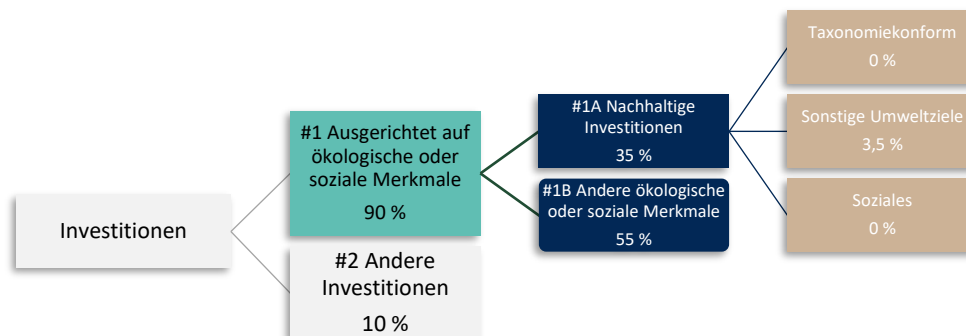 Investitionen
#1 Ausgerichtet auf
ökologische oder
soziale Merkmale
90 %
#2 Andere
Investitionen
10 %
#1A Nachhaltige
Investitionen
35 %
#1B Andere ökologische
oder soziale Merkmale
55 %
Taxonomiekonform
0 %
Sonstige Umweltziele
3,5 %
Soziales
0 %